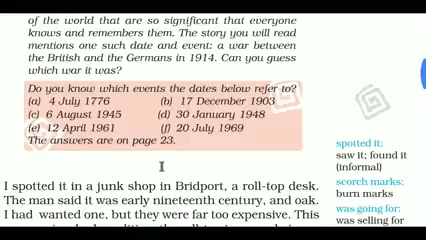 of the world that are so significant that everyone
knows and remembers them. The story you will read
mentions one such date and event: a war between
the British and the Germans in 1914. Can you guess
which war it was?
Do you know which events the dates below refer to?
(a) 4 July 1776 (b) 17 December 1903
(c) 6 August 1945 (d) 30 January 1948
(e) 12 April 1961 (f) 20 July 1969
The answers are on page 23.
I
I spotted it in a junk shop in Bridport, a roll-top desk.
The man said it was early nineteenth century, and oak.
I had wanted one, but they were far too expensive. This
spotted it:
saw it; found it
(informal)
scorch marks:
burn marks
was going for:
was selling for